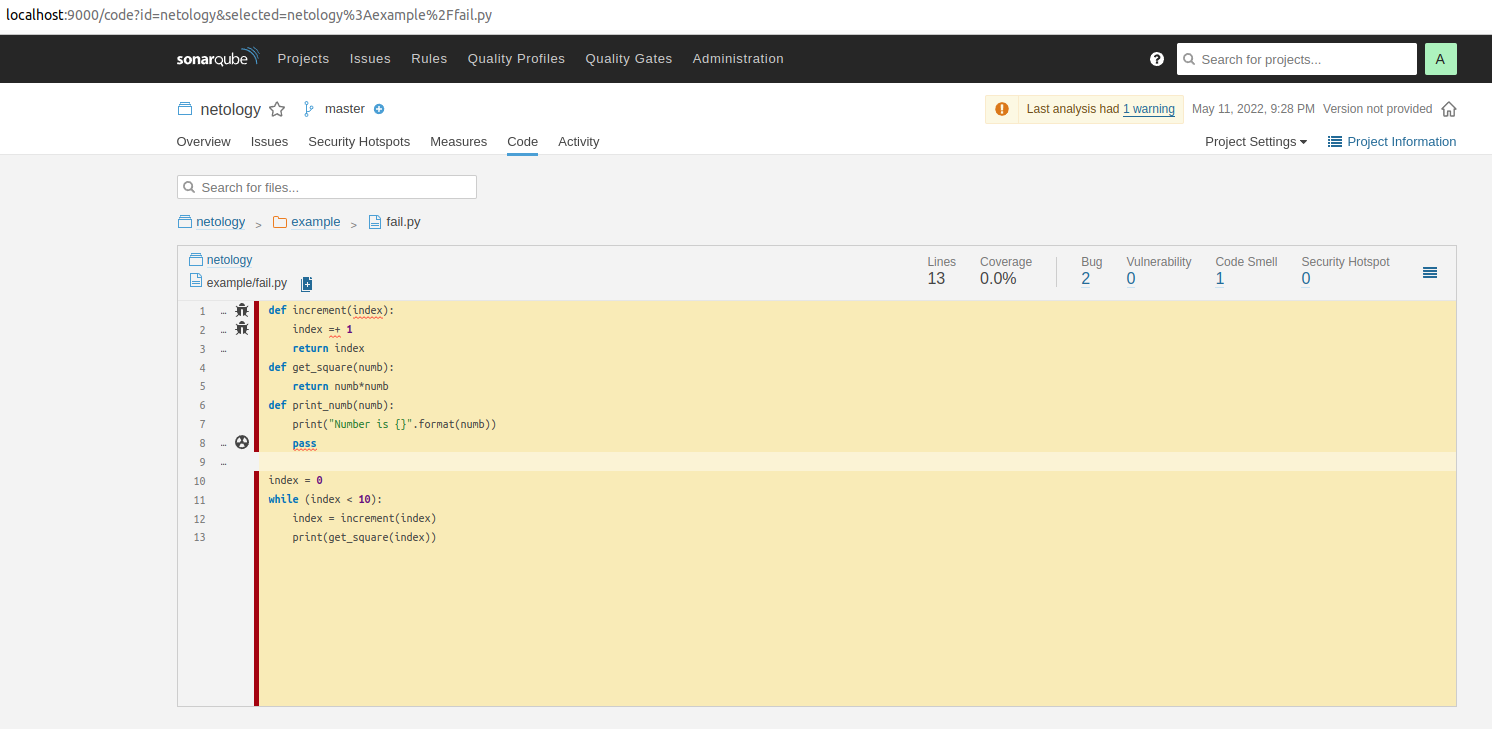 localhost:9000/code?id=netology&selected=netology%3Aexample%2Ffail.py
sonarqube Projects Issues Rules Quality Profiles Quality Gates Administration ? Search for projects... A
netology master Last analysis had 1 warning May 11, 2022, 9:28 PM Version not provided
Overview Issues Security Hotspots Measures Code Activity Project Settings Project Information
Search for files...
netology > example > fail.py
netology
example/fail.py
Lines Coverage Bug Vulnerability Code Smell Security Hotspot
13 0.0% 2 0 1 0
1 … def increment(index):
2 …     index =+ 1
3 …     return index
4 def get_square(numb):
5     return numb*numb
6 def print_numb(numb):
7     print("Number is {}".format(numb))
8 …     pass
9 …
10 index = 0
11 while (index < 10):
12     index = increment(index)
13     print(get_square(index))